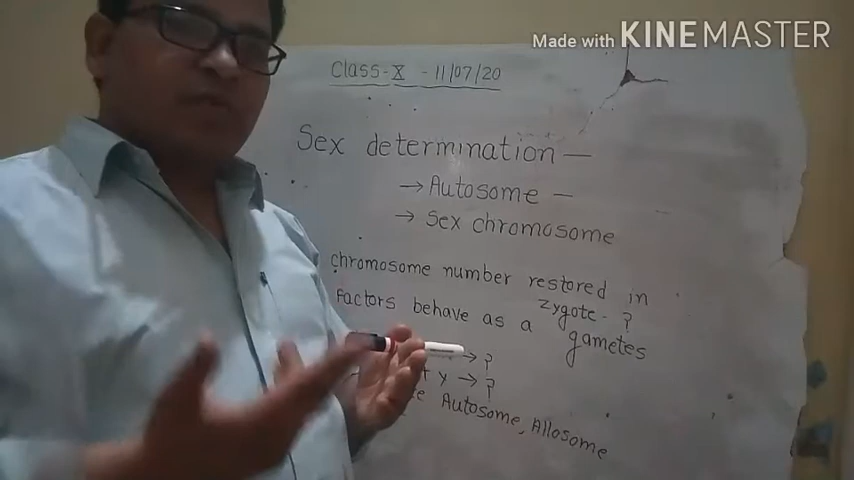 Made with KINEMASTER
Class-X - 11/07/20
Sex determination —
→ Autosome —
→ Sex chromosome
chromosome number restored in
zygote - ?
Factors behave as a gametes
→ ?
+ y → ?
Autosome, Allosome